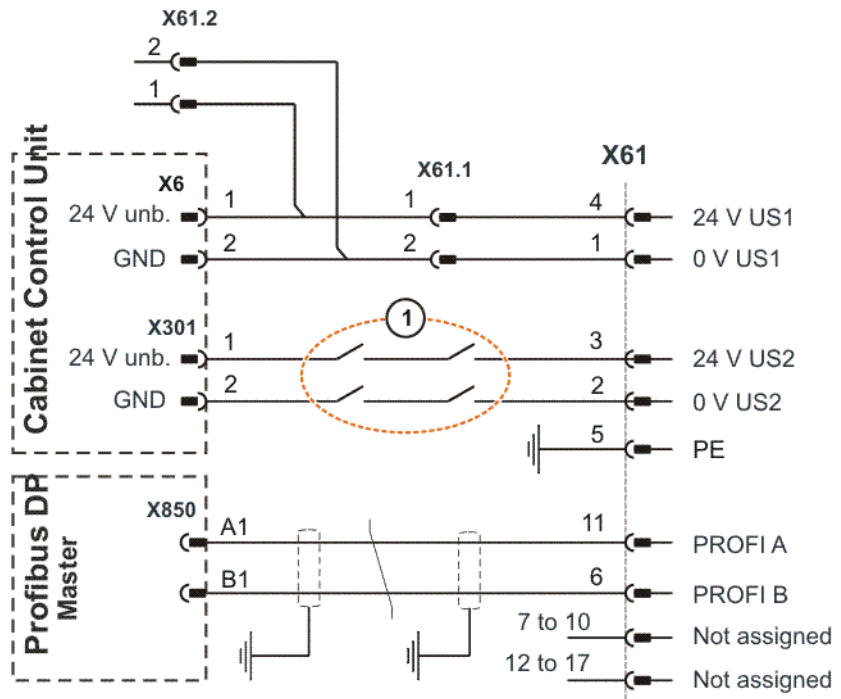 X61.2
2
1
Cabinet Control Unit
X6
X61.1
X61
24 V unb. 1 1 4 24 V US1
GND 2 2 1 0 V US1
X301
1
24 V unb. 1 3 24 V US2
GND 2 2 0 V US2
5 PE
Profibus DP
Master
X850
A1 11 PROFI A
B1 6 PROFI B
7 to 10 Not assigned
12 to 17 Not assigned